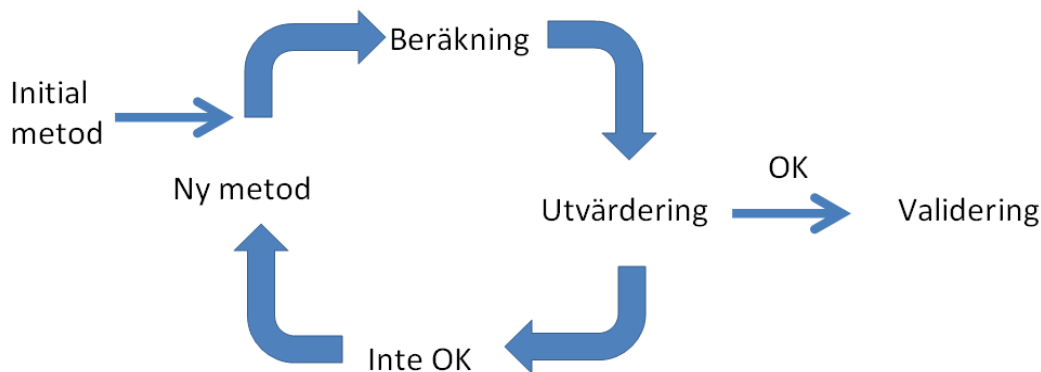 Beräkning
Initial
metod
OK
Ny metod
Utvärdering
Validering
Inte OK